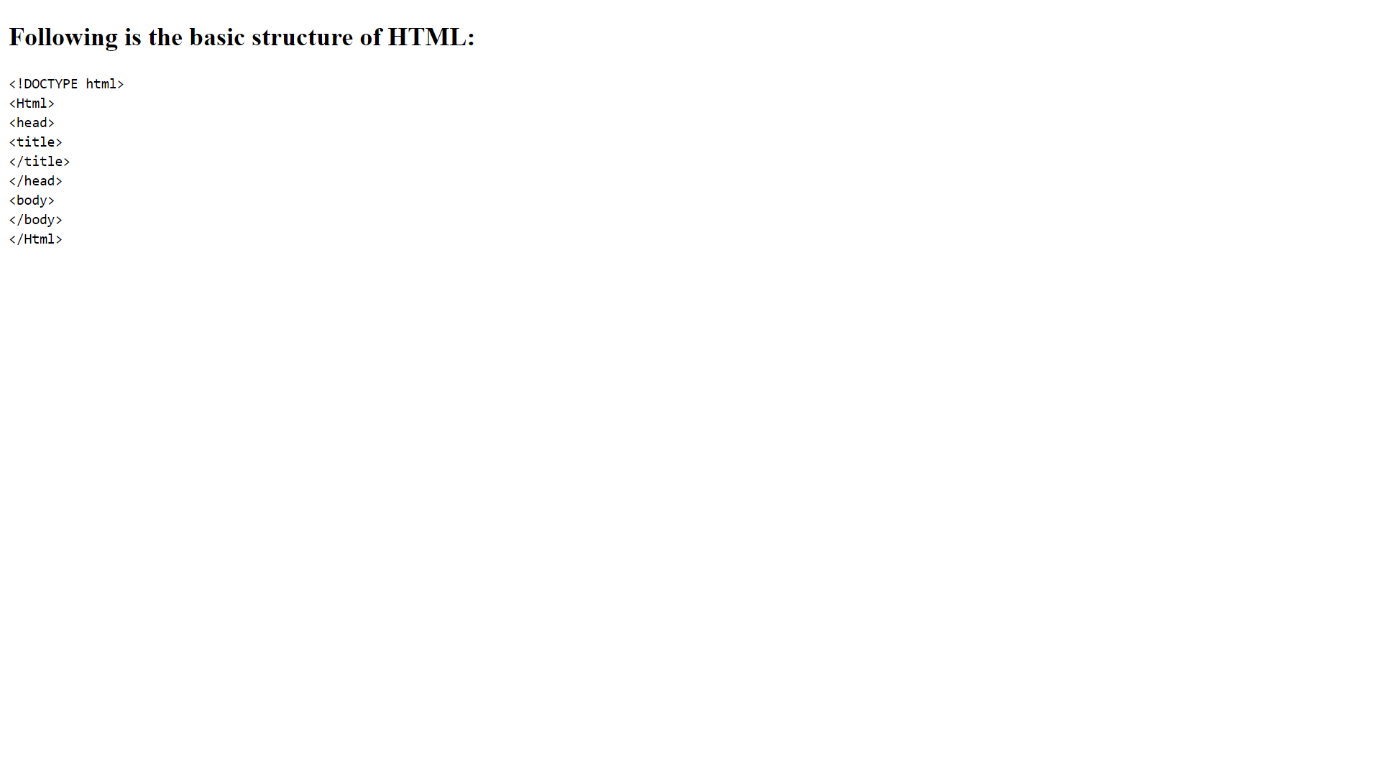 Following is the basic structure of HTML:
<!DOCTYPE html>
<Html>
<head>
<title>
</title>
</head>
<body>
</body>
</Html>